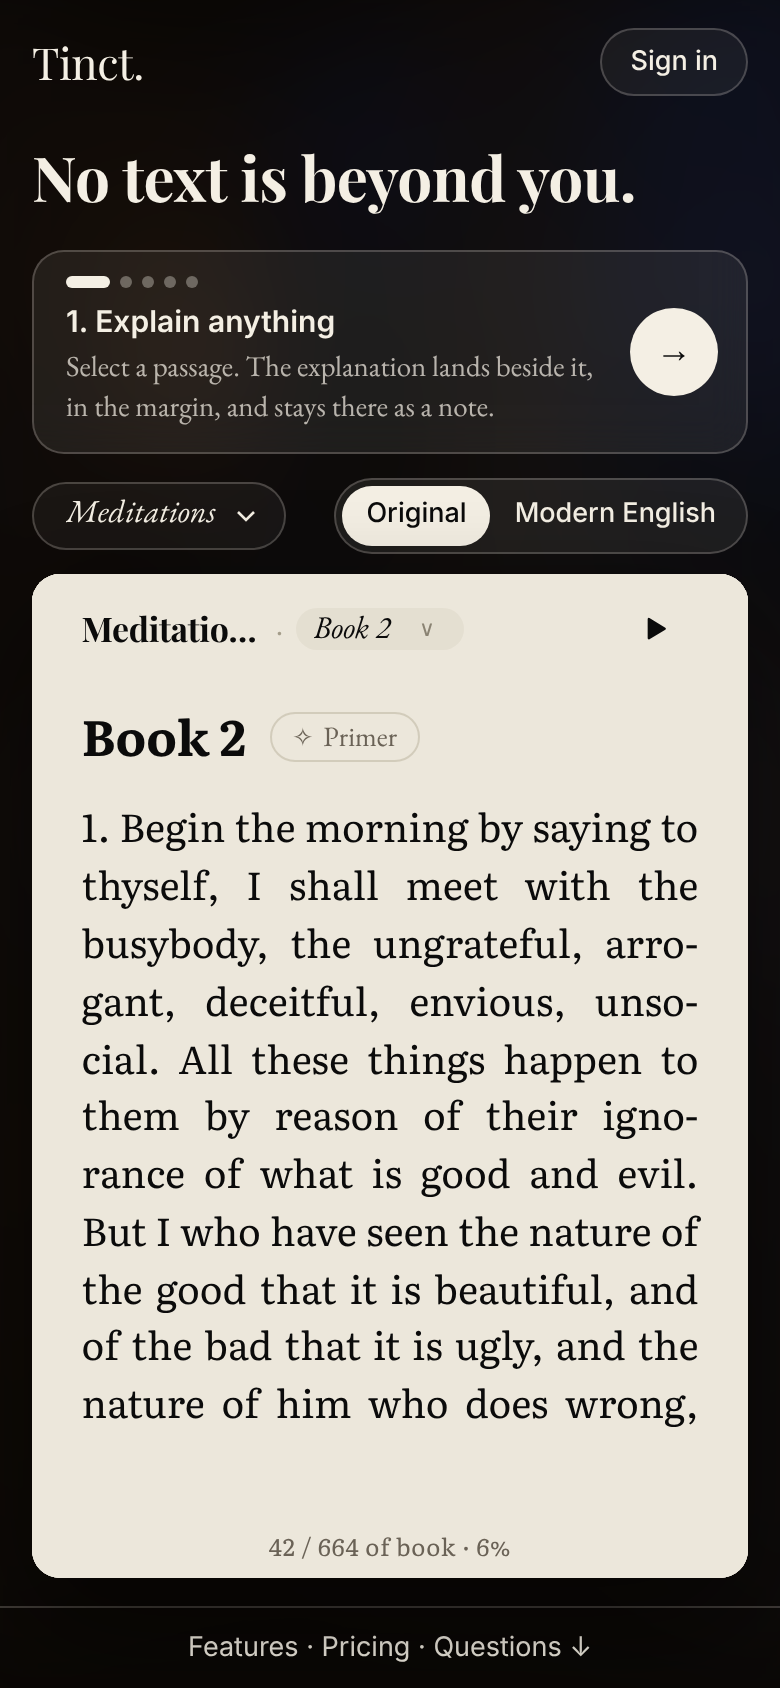 Tinct.
Sign in
No text is beyond you.
1. Explain anything
Select a passage. The explanation lands beside it,
in the margin, and stays there as a note.
→
Meditations
Original
Modern English
Meditatio... · Book 2 ∨
Book 2
✧ Primer
1. Begin the morning by saying to
thyself, I shall meet with the
busybody, the ungrateful, arro-
gant, deceitful, envious, unso-
cial. All these things happen to
them by reason of their igno-
rance of what is good and evil.
But I who have seen the nature of
the good that it is beautiful, and
of the bad that it is ugly, and the
nature of him who does wrong,
42 / 664 of book · 6%
Features · Pricing · Questions ↓